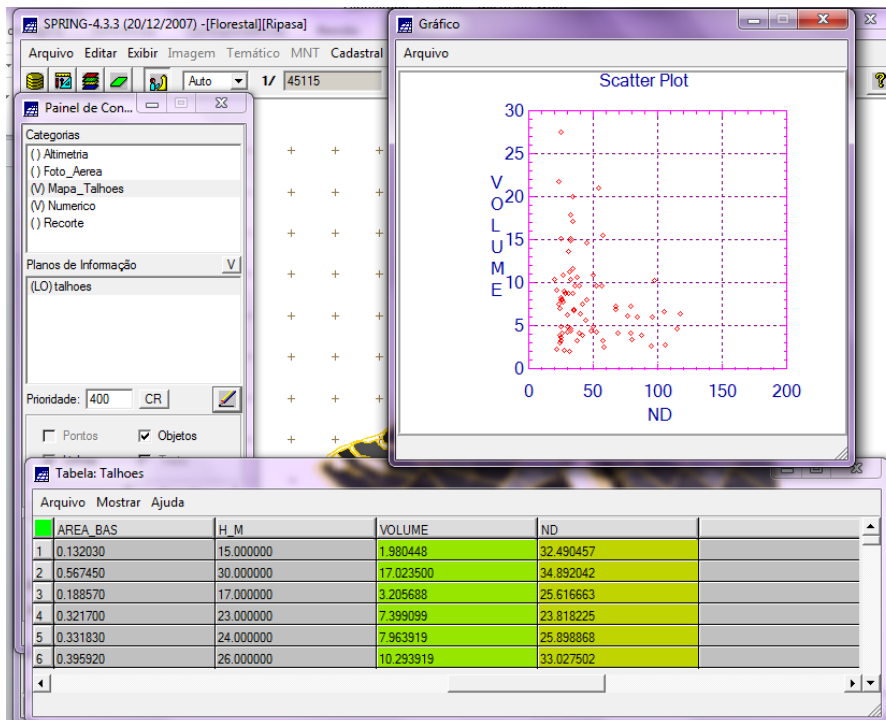 SPRING-4.3.3 (20/12/2007) -[Florestal][Ripasa]
Arquivo Editar Exibir Imagem Temático MNT Cadastral
Auto 1/ 45115
Painel de Con...
Categorias
( ) Altimetria
( ) Foto_Aerea
(V) Mapa_Talhoes
(V) Numerico
( ) Recorte
Planos de Informação V
(LO) talhoes
Prioridade: 400 CR
Pontos Objetos
Gráfico
Arquivo
Scatter Plot
30
25
20
15
10
5
0
VOLUME
0 50 100 150 200
ND
Tabela: Talhoes
Arquivo Mostrar Ajuda
AREA_BAS H_M VOLUME ND
1 0.132030 15.000000 1.980448 32.490457
2 0.567450 30.000000 17.023500 34.892042
3 0.188570 17.000000 3.205688 25.616663
4 0.321700 23.000000 7.399099 23.818225
5 0.331830 24.000000 7.963919 25.898868
6 0.395920 26.000000 10.293919 33.027502